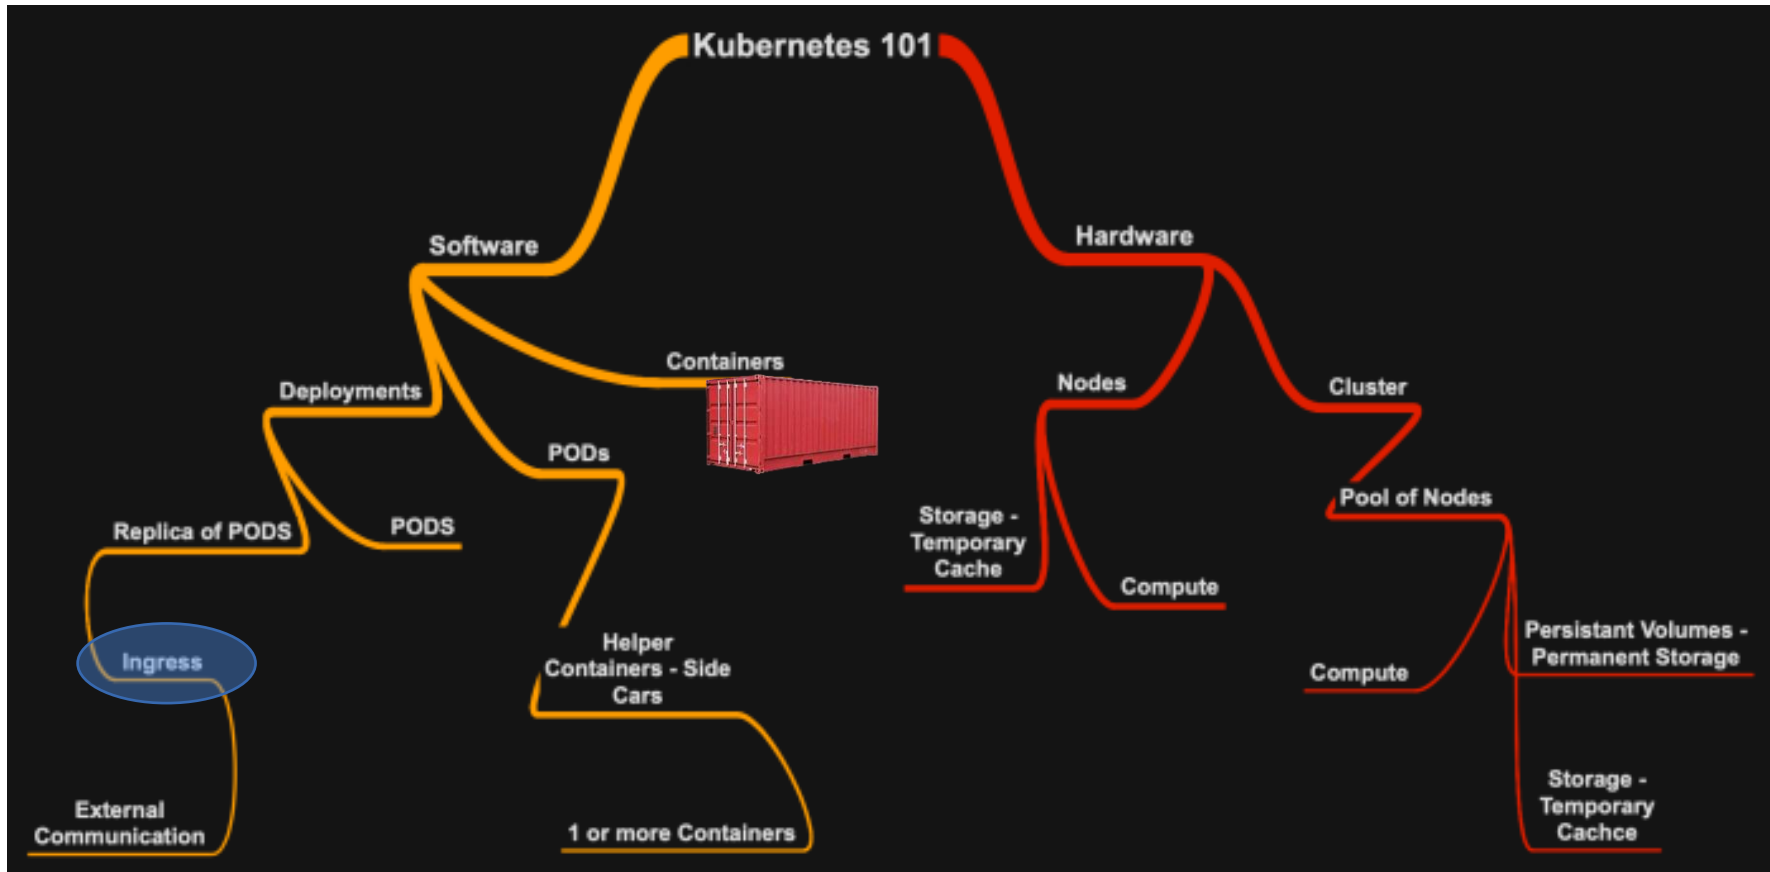 Kubernetes 101
Software
Hardware
Containers
Deployments
Nodes
Cluster
PODs
Pool of Nodes
Replica of PODS
PODS
Storage -
Temporary
Cache
Compute
Ingress
Helper
Containers - Side
Cars
Compute
Persistant Volumes -
Permanent Storage
External
Communication
1 or more Containers
Storage -
Temporary
Cachce